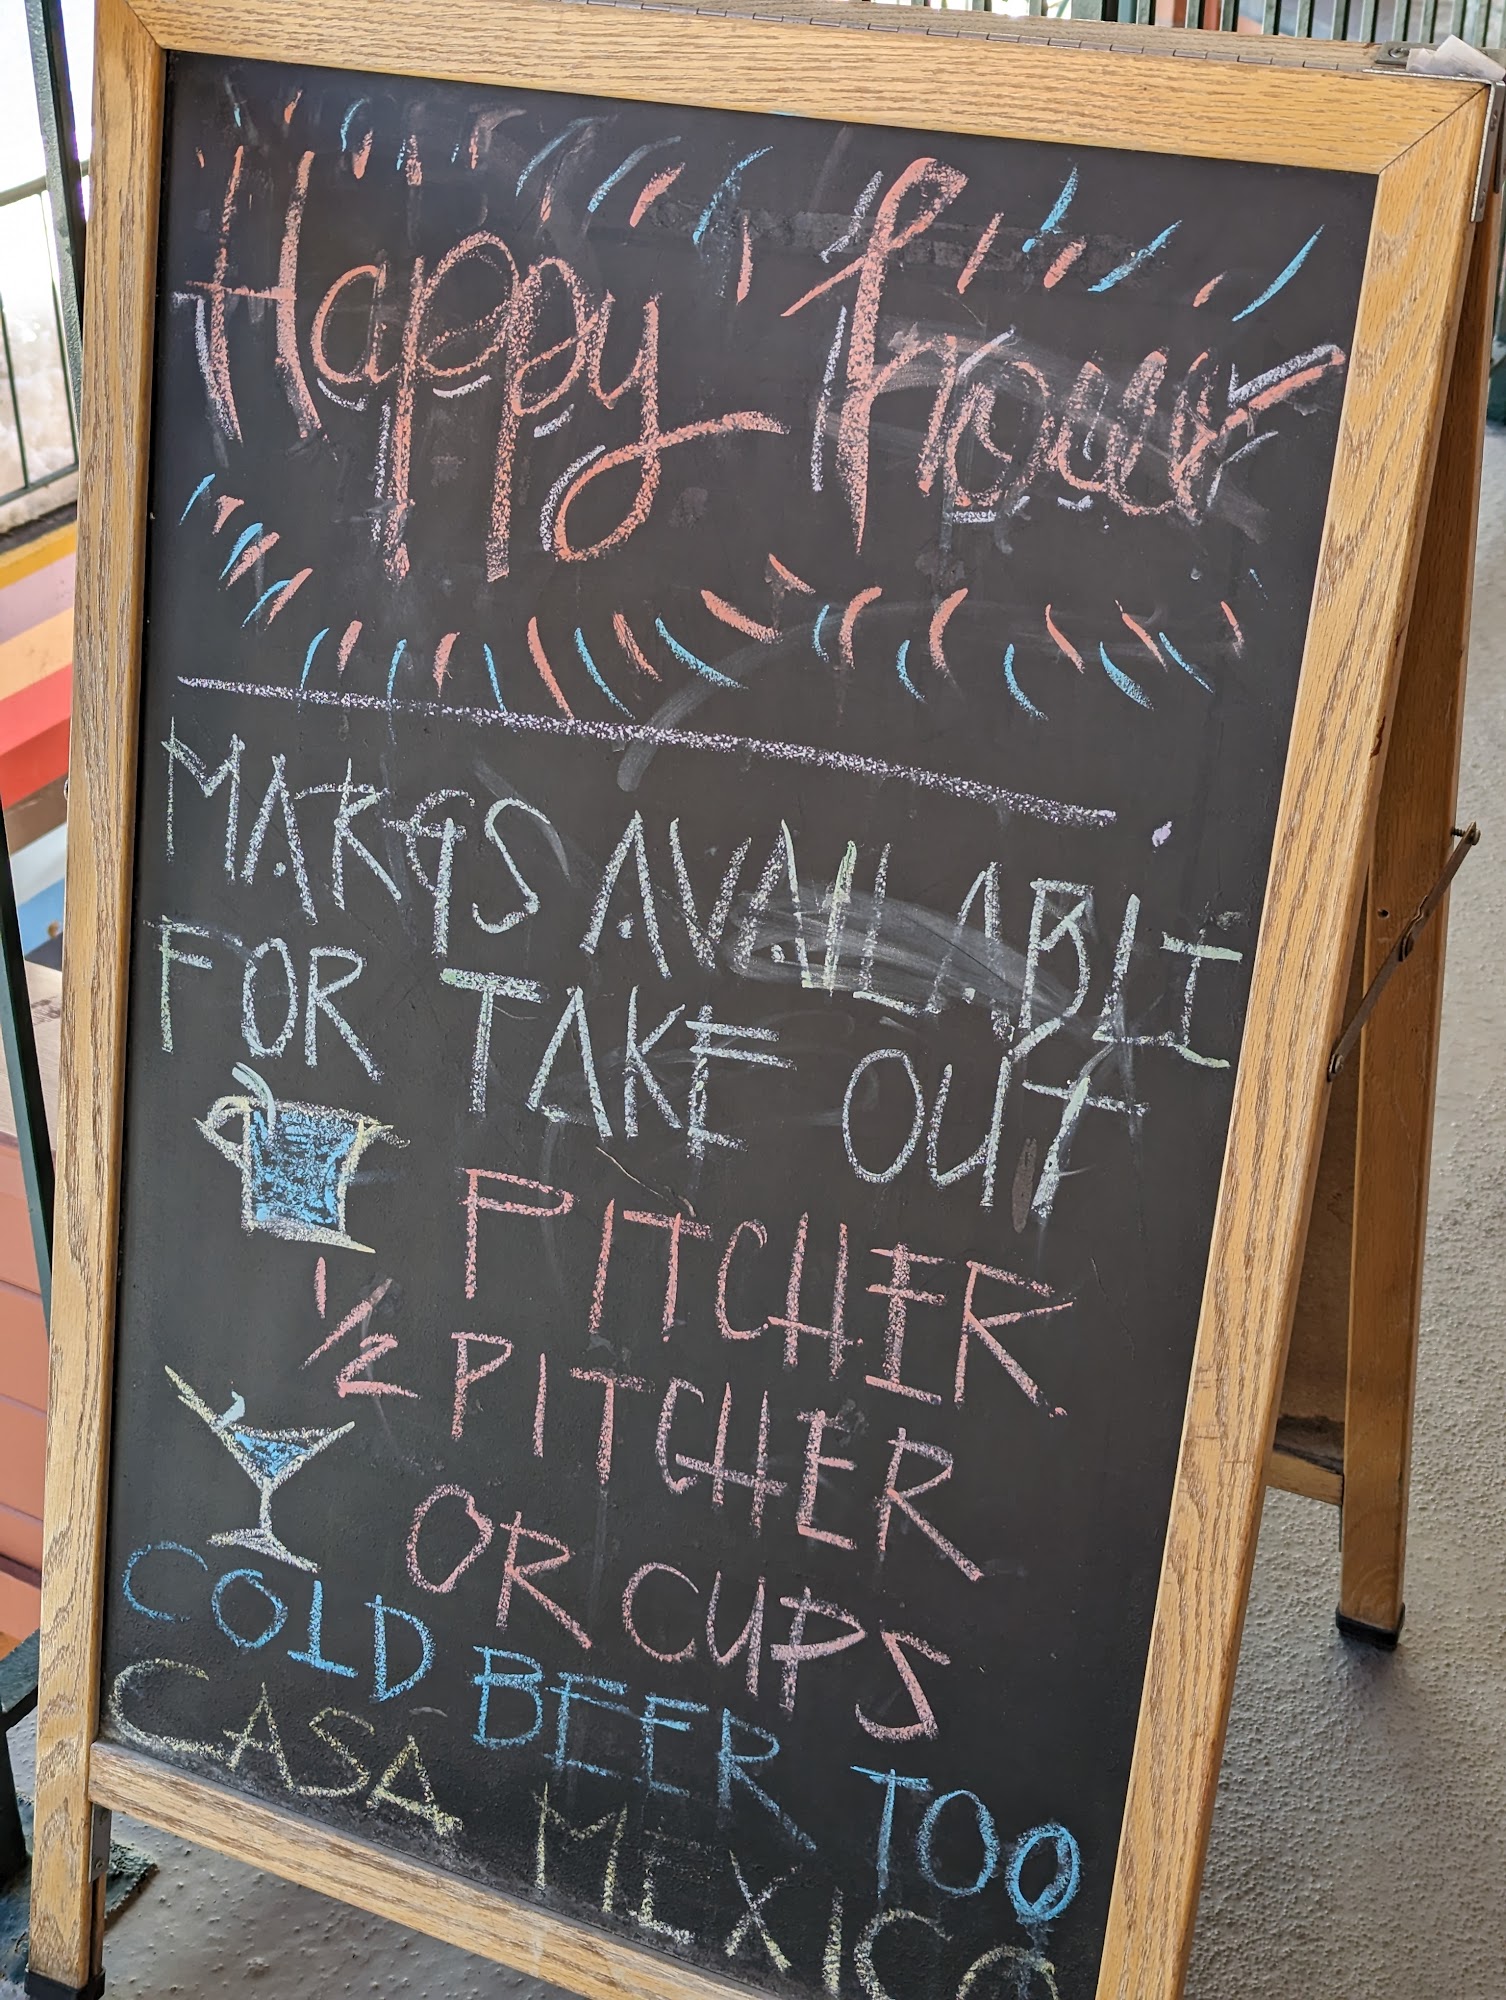 Happy hour
MARGS AVAILABLE
FOR TAKE OUT
PITCHER
1/2 PITCHER
OR CUPS
COLD BEER TOO
CASA MEXICO